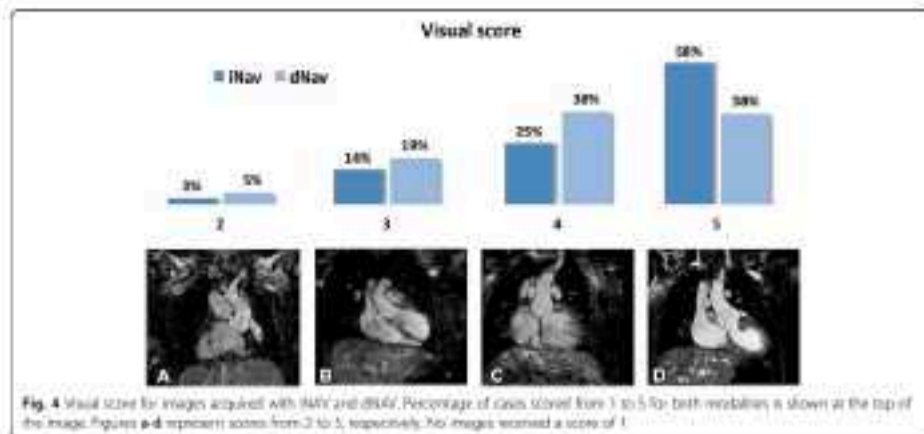 Visual score
iNav dNav
3% 5% 14% 19% 25% 38% 58% 38%
2 3 4 5
A B C D
Fig. 4 Visual score for images acquired with iNAV and dNAV. Percentage of cases scored from 1 to 5 for both modalities is shown at the top of
the image. Figures a-d represent scores from 2 to 5, respectively. No images received a score of 1